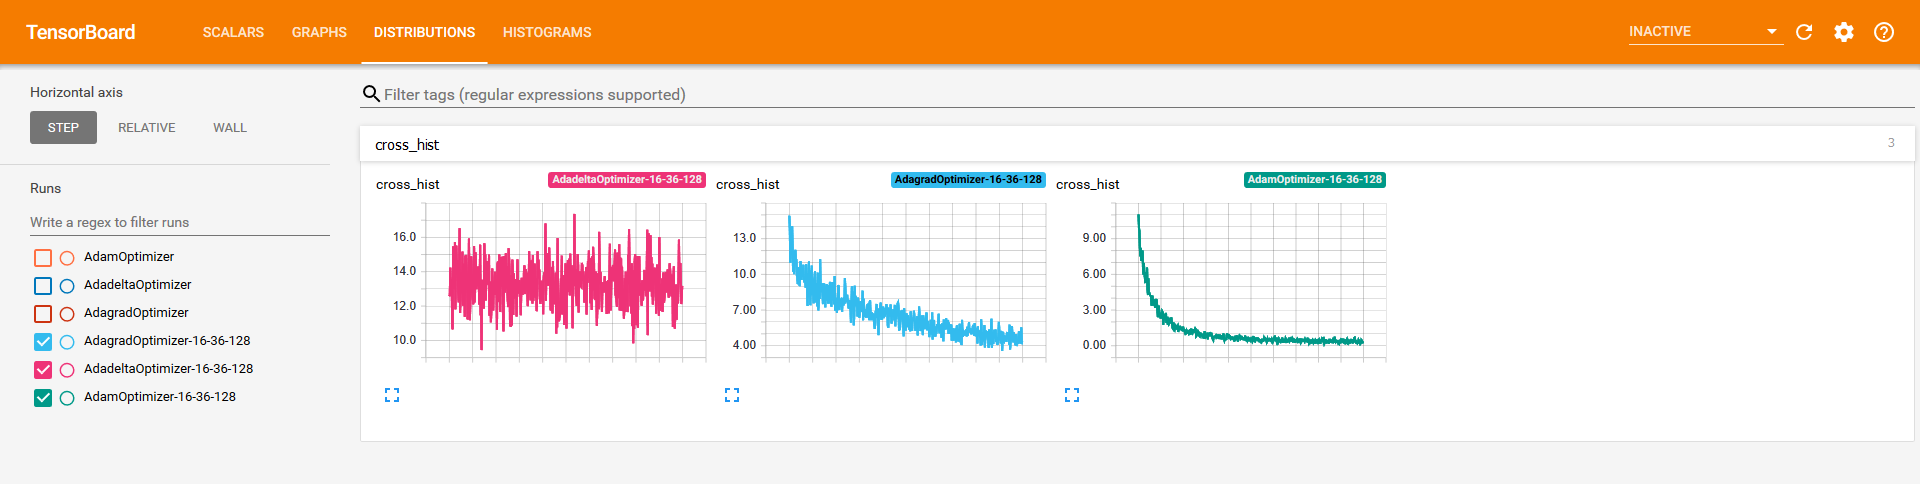 TensorBoard SCALARS GRAPHS DISTRIBUTIONS HISTOGRAMS INACTIVE
Horizontal axis
STEP RELATIVE WALL
Runs
Write a regex to filter runs
AdamOptimizer
AdadeltaOptimizer
AdagradOptimizer
AdagradOptimizer-16-36-128
AdadeltaOptimizer-16-36-128
AdamOptimizer-16-36-128
Filter tags (regular expressions supported)
cross_hist 3
cross_hist AdadeltaOptimizer-16-36-128
16.0
14.0
12.0
10.0
cross_hist AdagradOptimizer-16-36-128
13.0
10.0
7.00
4.00
cross_hist AdamOptimizer-16-36-128
9.00
6.00
3.00
0.00